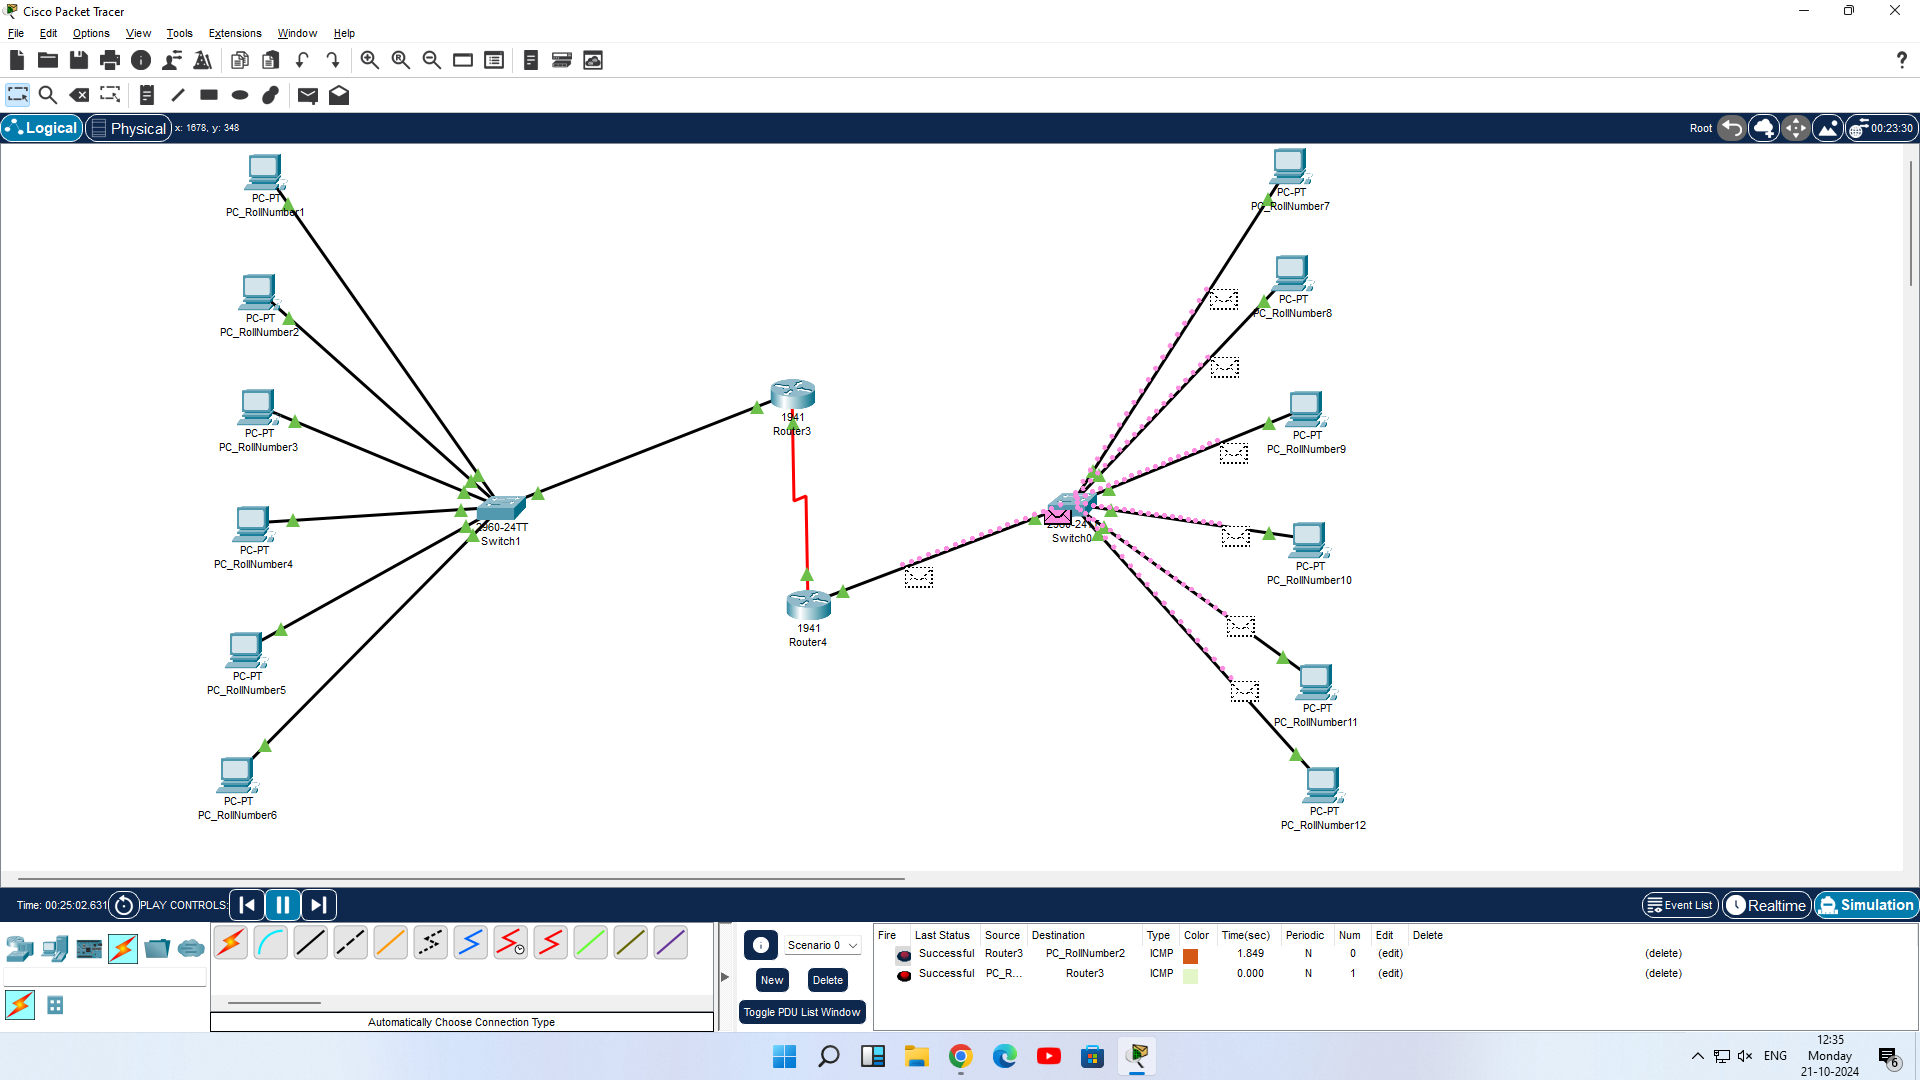 Cisco Packet Tracer
File Edit Options View Tools Extensions Window Help
Logical Physical x: 1678, y: 348 Root 00:23:30
PC-PT
PC_RollNumber1
PC-PT
PC_RollNumber2
PC-PT
PC_RollNumber3
PC-PT
PC_RollNumber4
PC-PT
PC_RollNumber5
PC-PT
PC_RollNumber6
2960-24TT
Switch1
1941
Router3
1941
Router4
Switch0
PC-PT
PC_RollNumber7
PC-PT
PC_RollNumber8
PC-PT
PC_RollNumber9
PC-PT
PC_RollNumber10
PC-PT
PC_RollNumber11
PC-PT
PC_RollNumber12
Time: 00:25:02.631 PLAY CONTROLS: Event List Realtime Simulation
Automatically Choose Connection Type
Scenario 0
New Delete
Toggle PDU List Window
Fire Last Status Source Destination Type Color Time(sec) Periodic Num Edit Delete
Successful Router3 PC_RollNumber2 ICMP 1.849 N 0 (edit) (delete)
Successful PC_R... Router3 ICMP 0.000 N 1 (edit) (delete)
ENG
12:35
Monday
21-10-2024
6